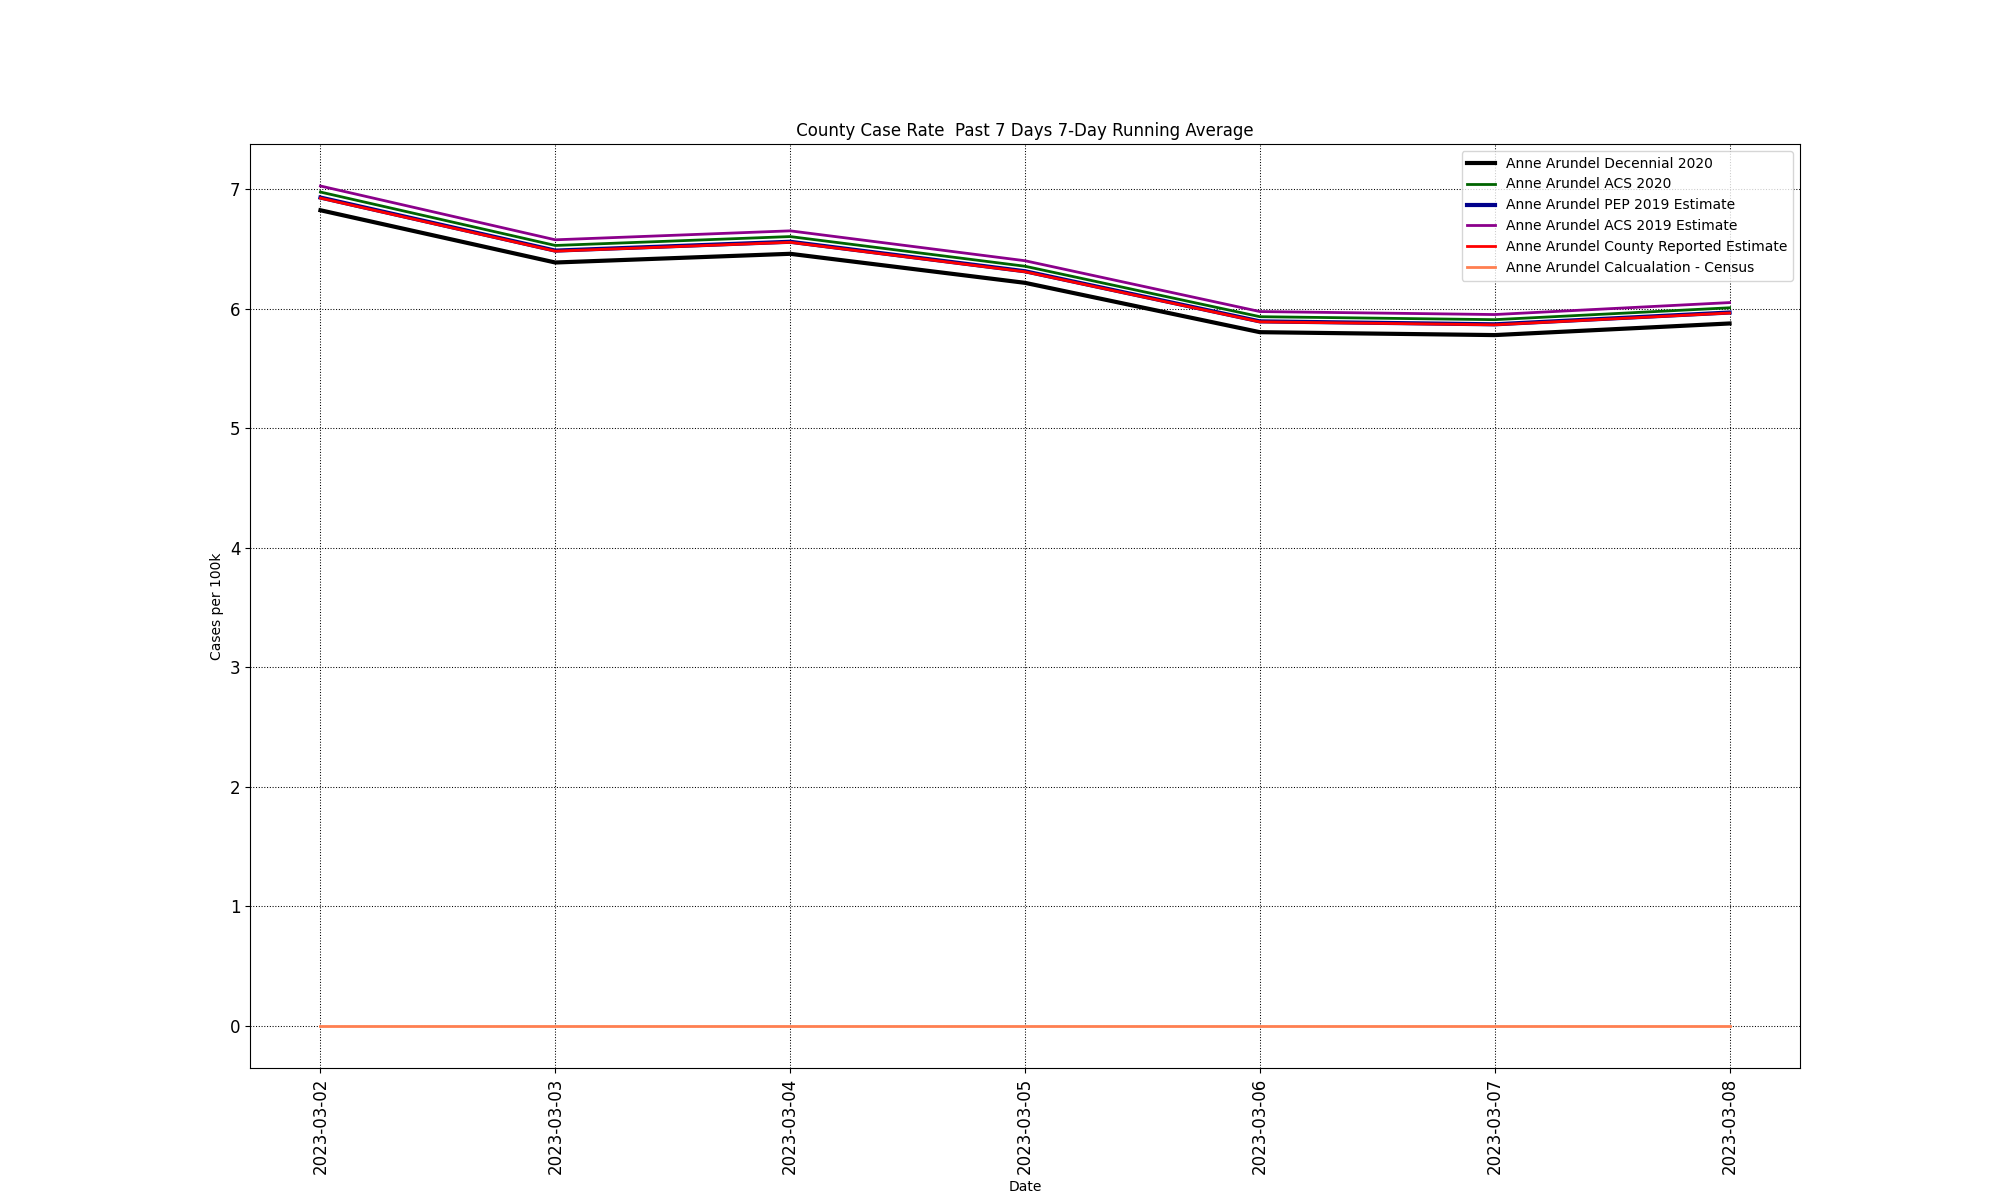 County Case Rate  Past 7 Days 7-Day Running Average
Anne Arundel Decennial 2020
Anne Arundel ACS 2020
Anne Arundel PEP 2019 Estimate
Anne Arundel ACS 2019 Estimate
Anne Arundel County Reported Estimate
Anne Arundel Calcualation - Census
7
6
5
4
3
2
1
0
Cases per 100k
2023-03-02
2023-03-03
2023-03-04
2023-03-05
2023-03-06
2023-03-07
2023-03-08
Date